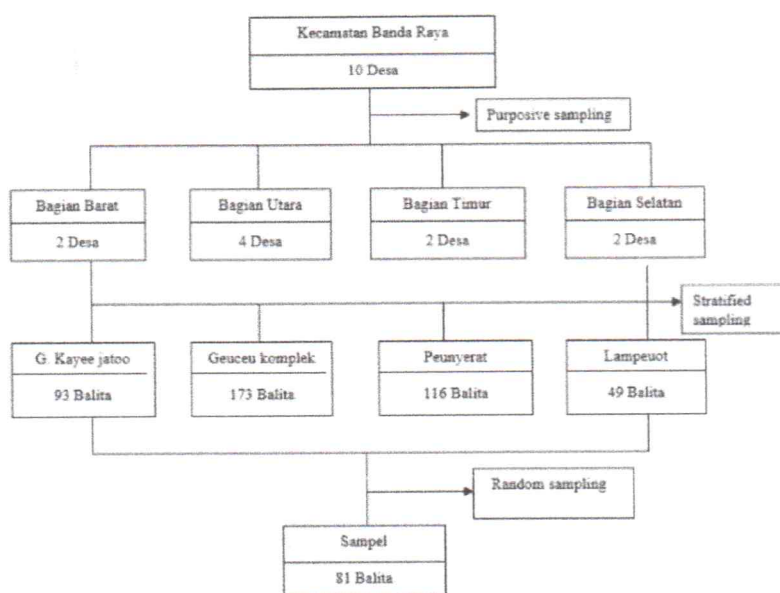 Kecamatan Banda Raya
10 Desa
Purposive sampling
Bagian Barat
2 Desa
Bagian Utara
4 Desa
Bagian Timur
2 Desa
Bagian Selatan
2 Desa
Stratified
sampling
G. Kayee jatoo
93 Balita
Geuceu komplek
173 Balita
Peunyerat
116 Balita
Lampeuot
49 Balita
Random sampling
Sampel
81 Balita